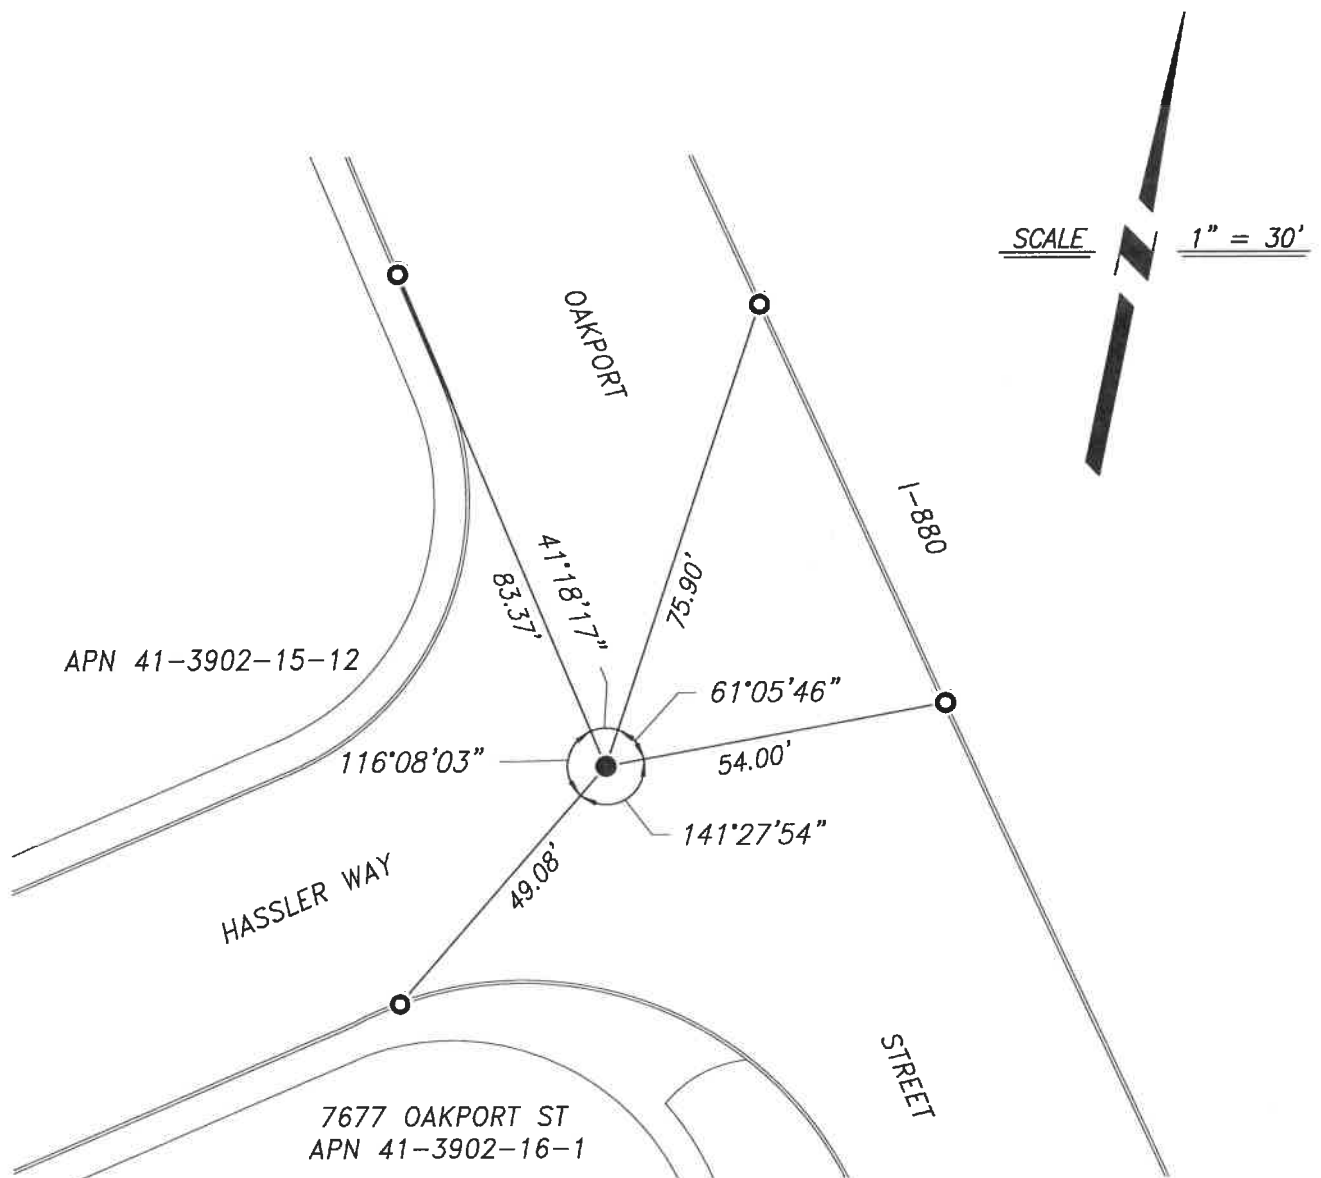 SCALE 1" = 30'
OAKPORT
I-880
41°18'17"
83.37'
75.90'
APN 41-3902-15-12
61°05'46"
116°08'03"
54.00'
141°27'54"
49.08'
HASSLER WAY
STREET
7677 OAKPORT ST
APN 41-3902-16-1